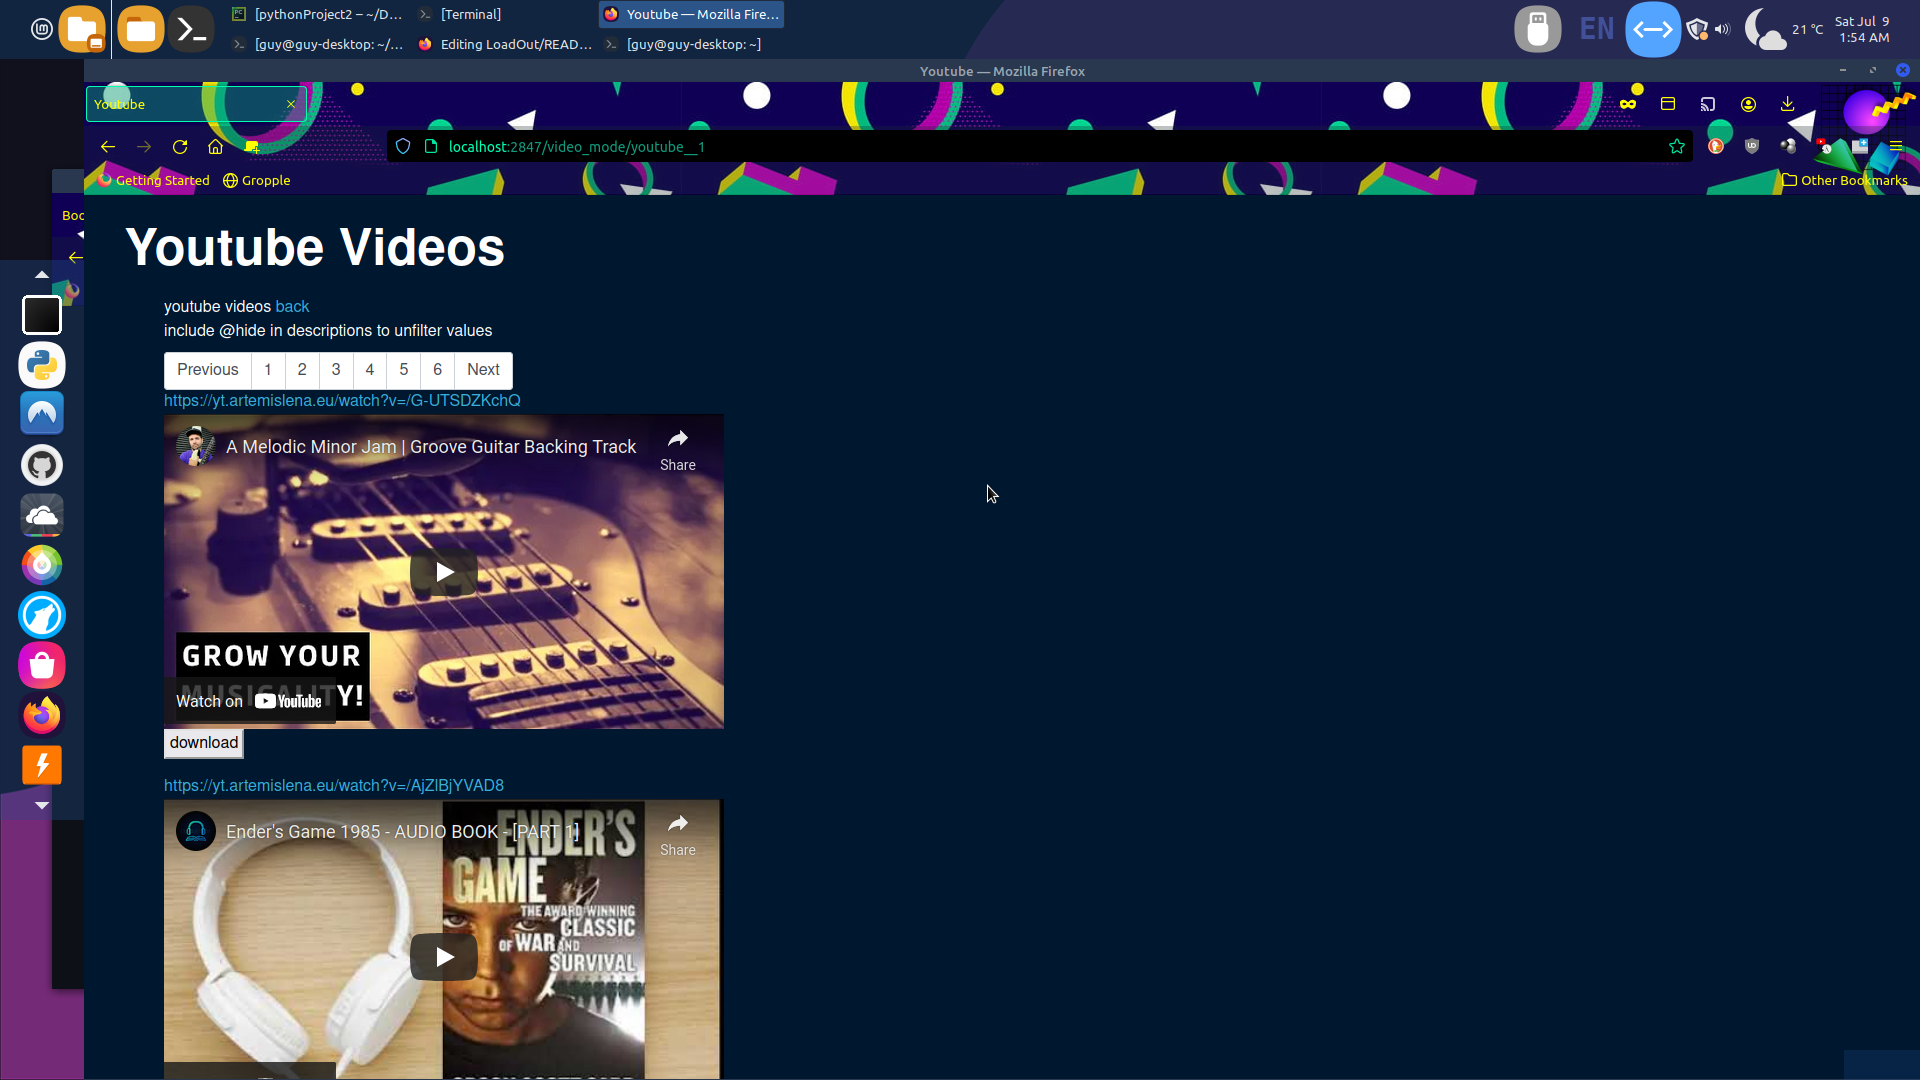 [pythonProject2 – ~/D...
[Terminal]
Youtube — Mozilla Fire...
[guy@guy-desktop: ~/...
Editing LoadOut/READ...
[guy@guy-desktop: ~]
EN
21 °C
Sat Jul 9
1:54 AM
Youtube — Mozilla Firefox
Youtube
localhost:2847/video_mode/youtube__1
Getting Started
Gropple
Other Bookmarks
Boo
Youtube Videos
youtube videos back
include @hide in descriptions to unfilter values
Previous 1 2 3 4 5 6 Next
https://yt.artemislena.eu/watch?v=/G-UTSDZKchQ
A Melodic Minor Jam | Groove Guitar Backing Track
Share
GROW YOUR
MUSICALITY!
Watch on YouTube
download
https://yt.artemislena.eu/watch?v=/AjZlBjYVAD8
Ender's Game 1985 - AUDIO BOOK - [PART 1]
Share
ENDER'S
GAME
THE AWARD WINNING
CLASSIC
OF WAR AND
SURVIVAL